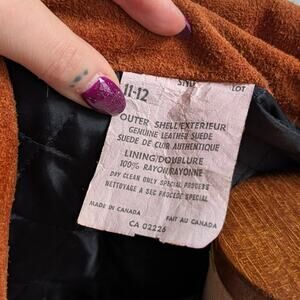 STYLE LOT
11-12
OUTER SHELL/EXTERIEUR
GENUINE LEATHER SUEDE
SUEDE DE CUIR AUTHENTIQUE
LINING/DOUBLURE
100% RAYON/RAYONNE
DRY CLEAN ONLY SPECIAL PROCESS
NETTOYAGE A SEC PROCEDE SPECIAL
MADE IN CANADA FAIT AU CANADA
CA 02226